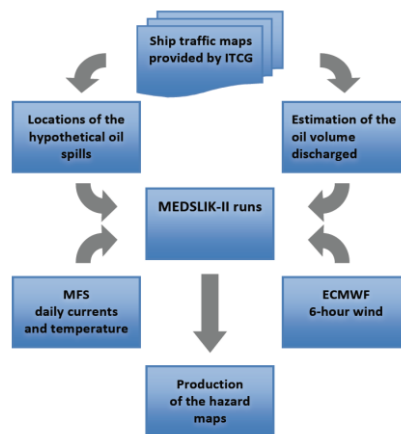 Ship traffic maps
provided by ITCG
Locations of the
hypothetical oil
spills
Estimation of the
oil volume
discharged
MEDSLIK-II runs
MFS
daily currents
and temperature
ECMWF
6-hour wind
Production
of the hazard
maps